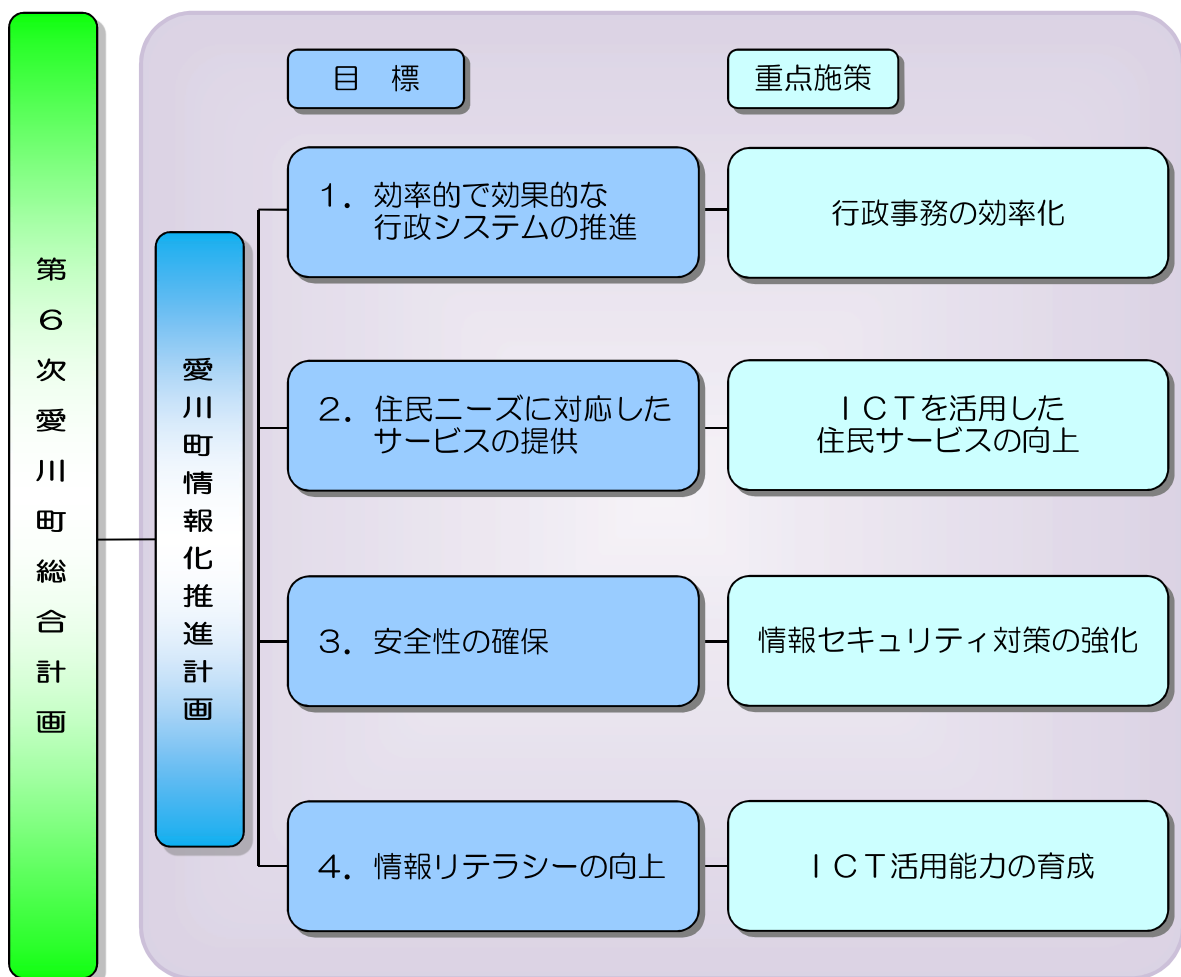 第６次愛川町総合計画
愛川町情報化推進計画
目　標
重点施策
１．効率的で効果的な
行政システムの推進
行政事務の効率化
２．住民ニーズに対応した
サービスの提供
ＩＣＴを活用した
住民サービスの向上
３．安全性の確保
情報セキュリティ対策の強化
４．情報リテラシーの向上
ＩＣＴ活用能力の育成